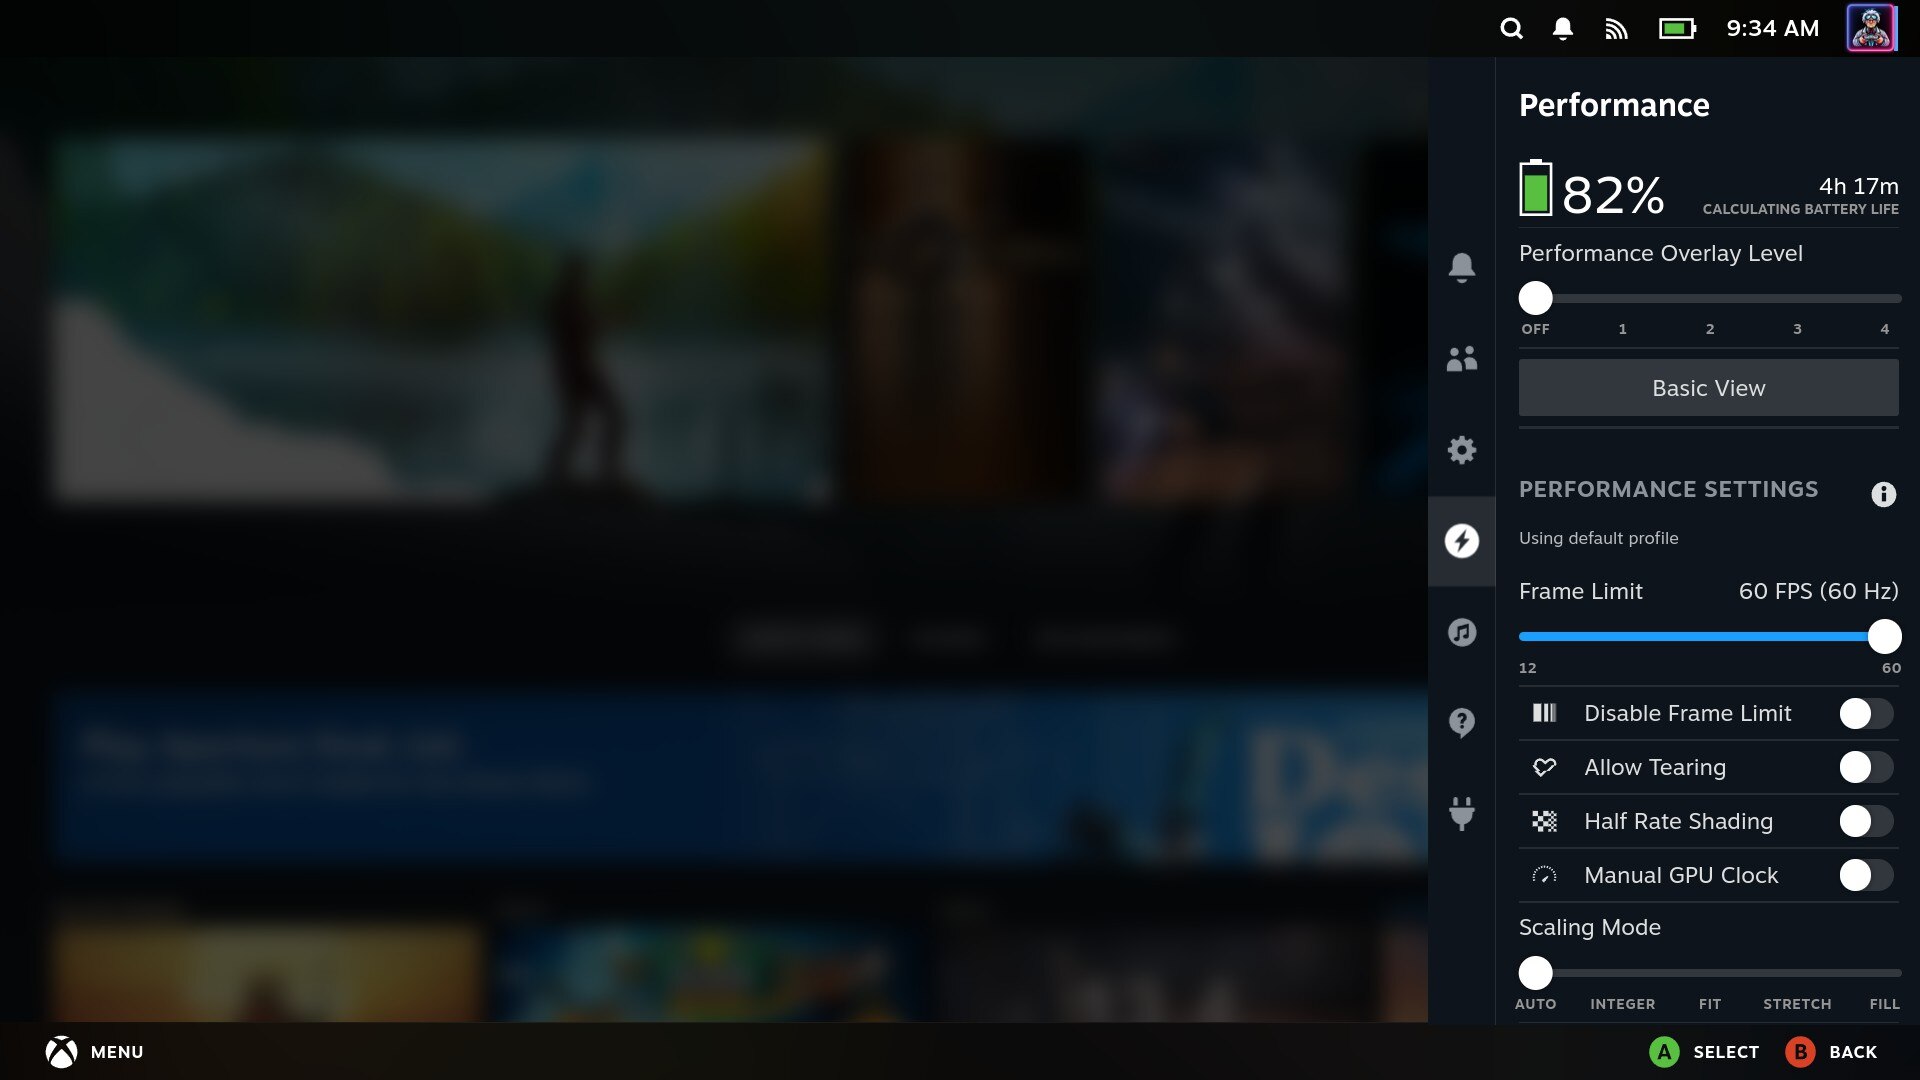 9:34 AM
Performance
82%
4h 17m
CALCULATING BATTERY LIFE
Performance Overlay Level
OFF 1 2 3 4
Basic View
PERFORMANCE SETTINGS
Using default profile
Frame Limit 60 FPS (60 Hz)
12 60
Disable Frame Limit
Allow Tearing
Half Rate Shading
Manual GPU Clock
Scaling Mode
AUTO INTEGER FIT STRETCH FILL
MENU
A SELECT B BACK